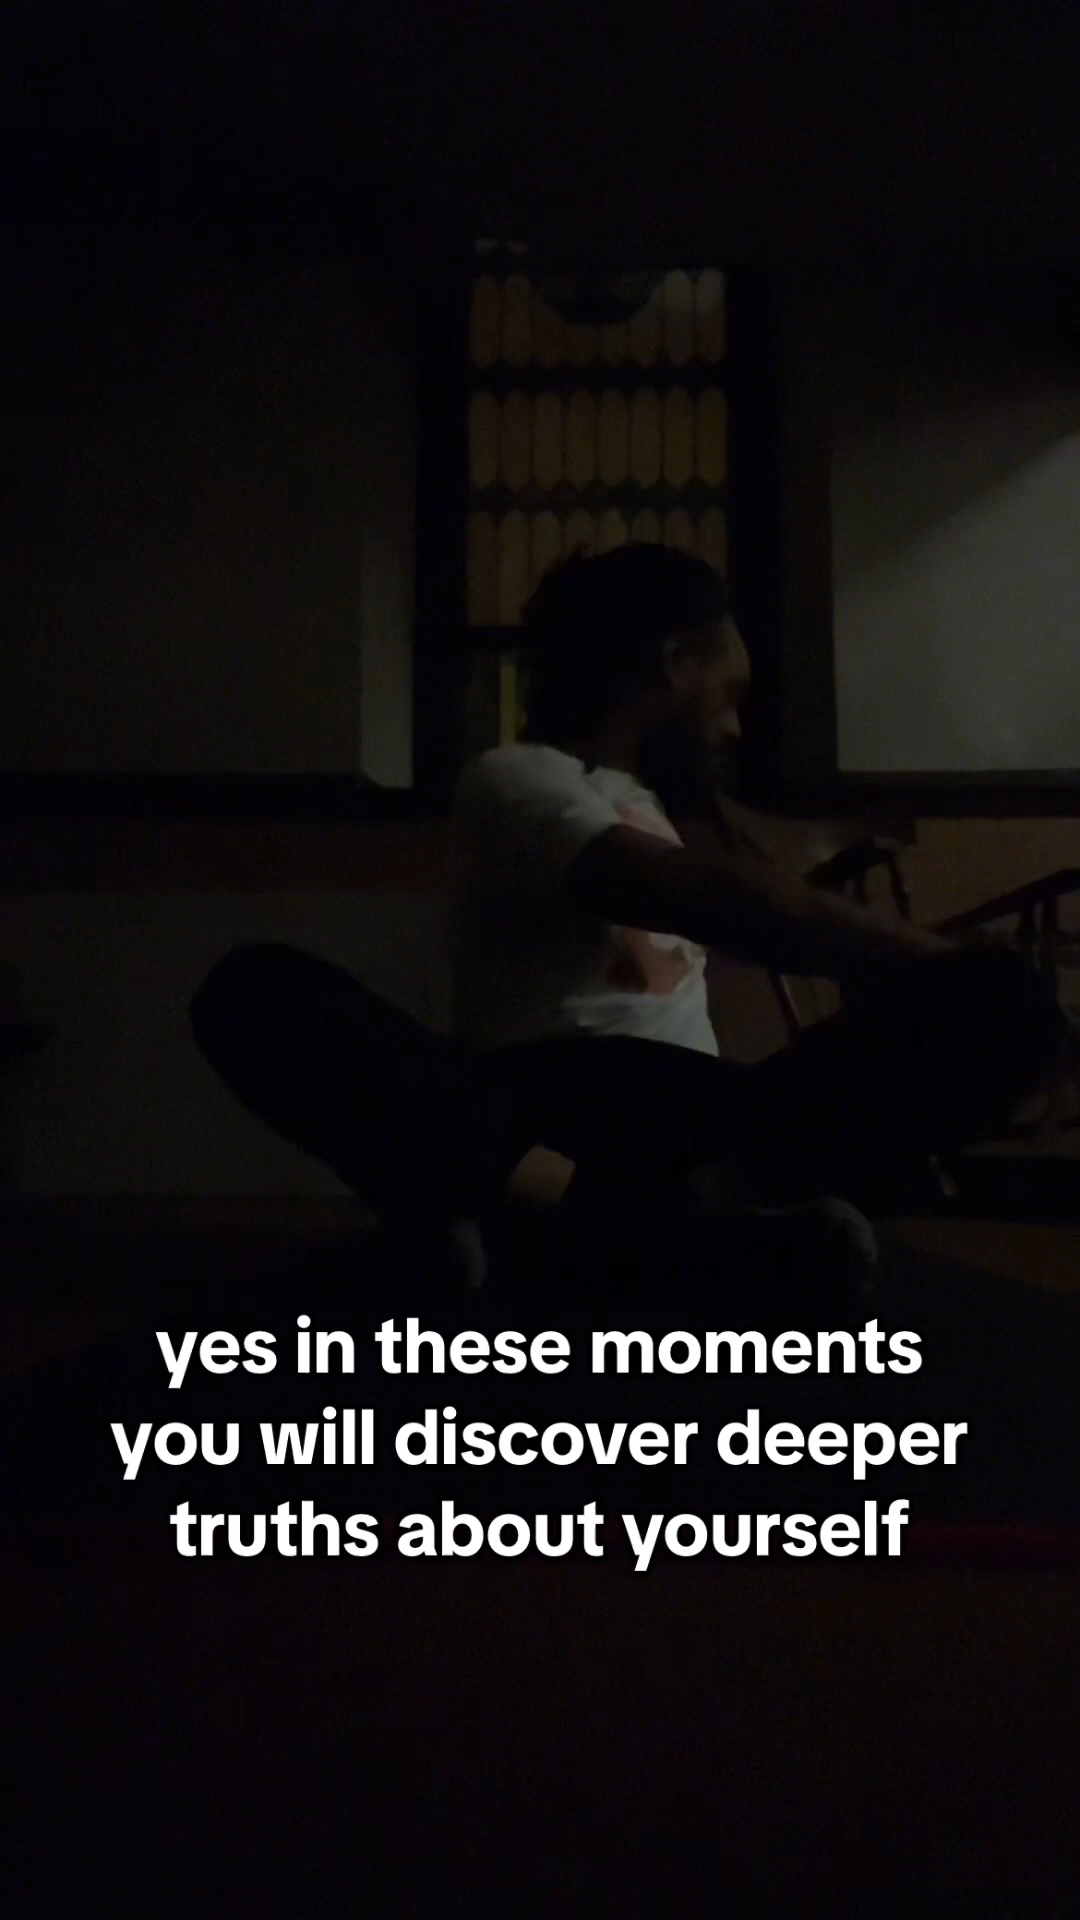 yes in these moments
you will discover deeper
truths about yourself